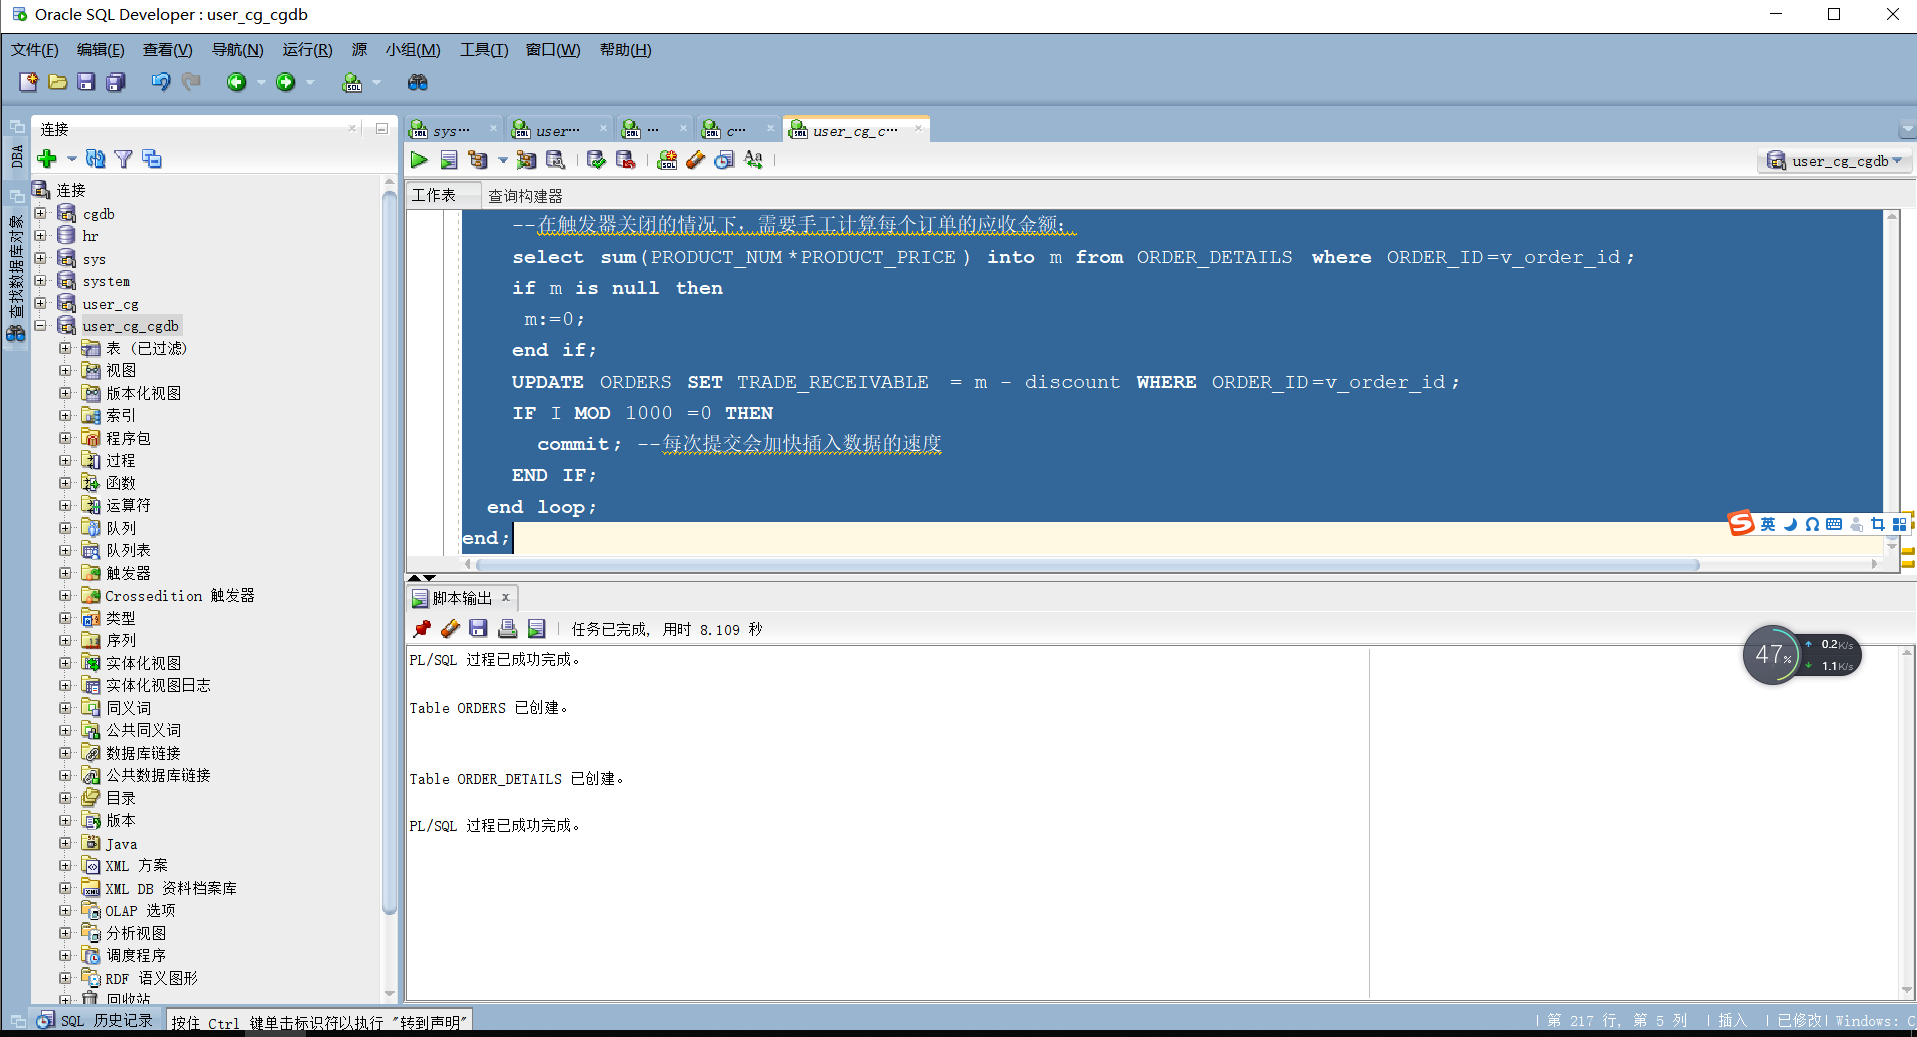 Oracle SQL Developer : user_cg_cgdb
文件(F) 编辑(E) 查看(V) 导航(N) 运行(R) 源 小组(M) 工具(T) 窗口(W) 帮助(H)
DBA
查找数据库对象
连接
连接
cgdb
hr
sys
system
user_cg
user_cg_cgdb
表 (已过滤)
视图
版本化视图
索引
程序包
过程
函数
运算符
队列
队列表
触发器
Crossedition 触发器
类型
序列
实体化视图
实体化视图日志
同义词
公共同义词
数据库链接
公共数据库链接
目录
版本
Java
XML 方案
XML DB 资料档案库
OLAP 选项
分析视图
调度程序
RDF 语义图形
回收站
sys··· user··· ··· c··· user_cg_c···
user_cg_cgdb
工作表 查询构建器
--在触发器关闭的情况下，需要手工计算每个订单的应收金额：
select sum(PRODUCT_NUM*PRODUCT_PRICE) into m from ORDER_DETAILS where ORDER_ID=v_order_id;
if m is null then
m:=0;
end if;
UPDATE ORDERS SET TRADE_RECEIVABLE = m - discount WHERE ORDER_ID=v_order_id;
IF I MOD 1000 =0 THEN
commit; --每次提交会加快插入数据的速度
END IF;
end loop;
end;
英
脚本输出
任务已完成, 用时 8.109 秒
PL/SQL 过程已成功完成。
Table ORDERS 已创建。
Table ORDER_DETAILS 已创建。
PL/SQL 过程已成功完成。
47%
0.2K/s
1.1K/s
SQL 历史记录
按住 Ctrl 键单击标识符以执行 "转到声明"
第 217 行, 第 5 列 | 插入 | 已修改| Windows: C